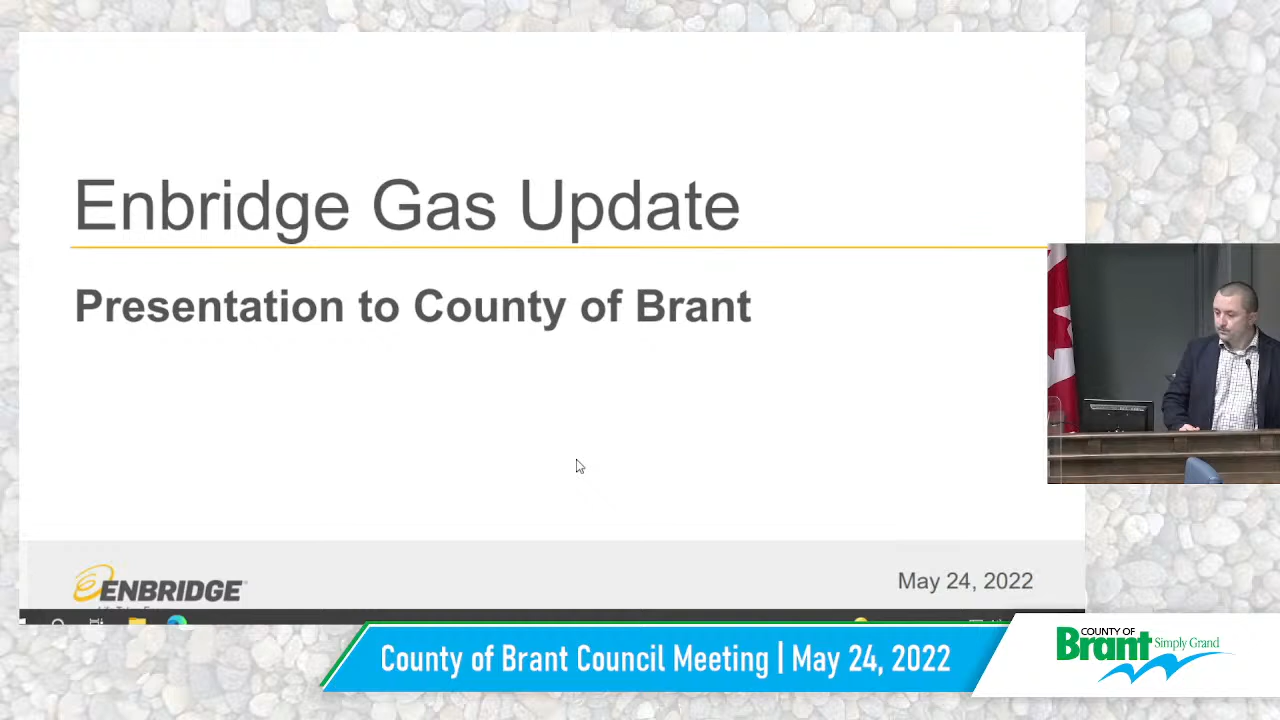 Enbridge Gas Update
Presentation to County of Brant
ENBRIDGE
May 24, 2022
County of Brant Council Meeting | May 24, 2022
COUNTY OF
Brant Simply Grand